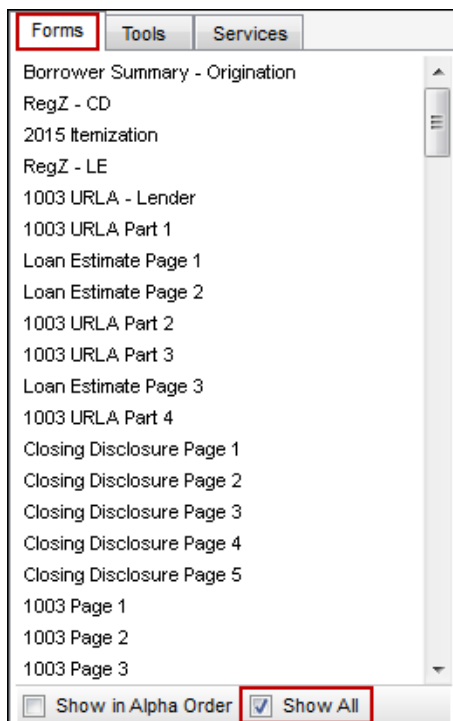 Forms Tools Services
Borrower Summary - Origination
RegZ - CD
2015 Itemization
RegZ - LE
1003 URLA - Lender
1003 URLA Part 1
Loan Estimate Page 1
Loan Estimate Page 2
1003 URLA Part 2
1003 URLA Part 3
Loan Estimate Page 3
1003 URLA Part 4
Closing Disclosure Page 1
Closing Disclosure Page 2
Closing Disclosure Page 3
Closing Disclosure Page 4
Closing Disclosure Page 5
1003 Page 1
1003 Page 2
1003 Page 3
Show in Alpha Order Show All